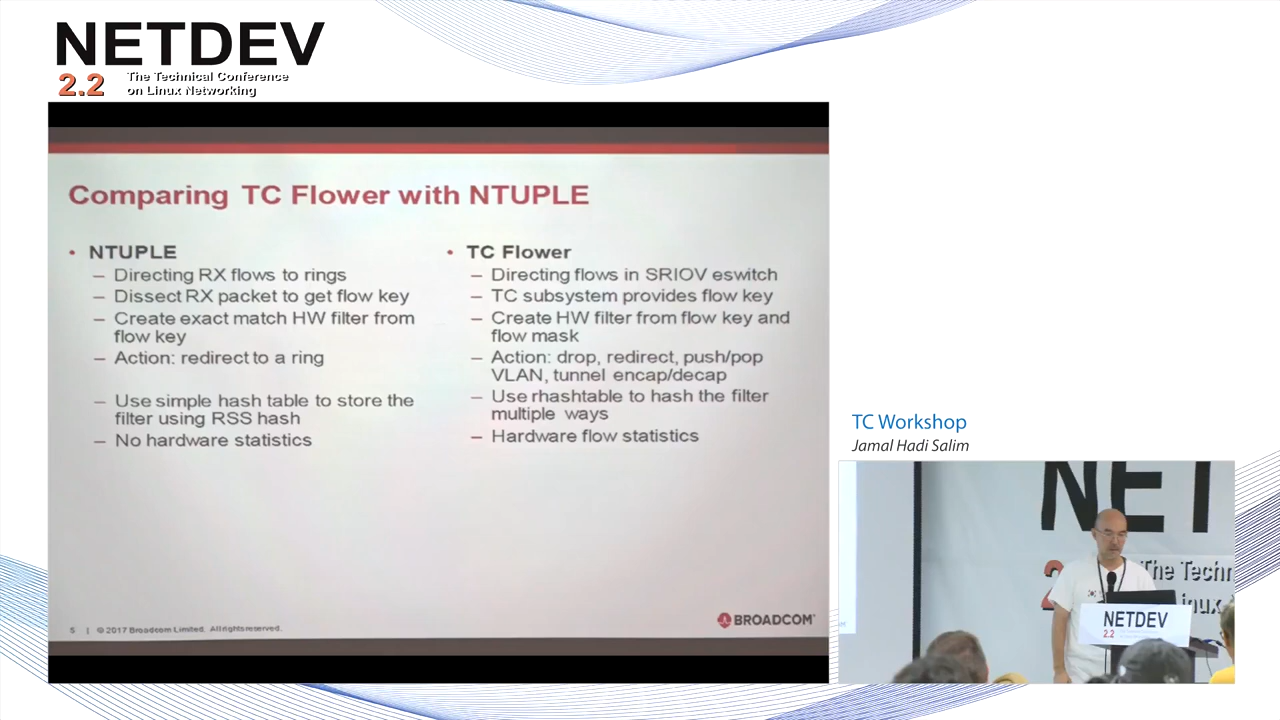 NETDEV
2.2
The Technical Conference
on Linux Networking
Comparing TC Flower with NTUPLE
• NTUPLE
– Directing RX flows to rings
– Dissect RX packet to get flow key
– Create exact match HW filter from
flow key
– Action: redirect to a ring
– Use simple hash table to store the
filter using RSS hash
– No hardware statistics
• TC Flower
– Directing flows in SRIOV eswitch
– TC subsystem provides flow key
– Create HW filter from flow key and
flow mask
– Action: drop, redirect, push/pop
VLAN, tunnel encap/decap
– Use rhashtable to hash the filter
multiple ways
– Hardware flow statistics
5 | © 2017 Broadcom Limited. All rights reserved.
BROADCOM
TC Workshop
Jamal Hadi Salim
NET
The Techn
Linux
NETDEV
2.2